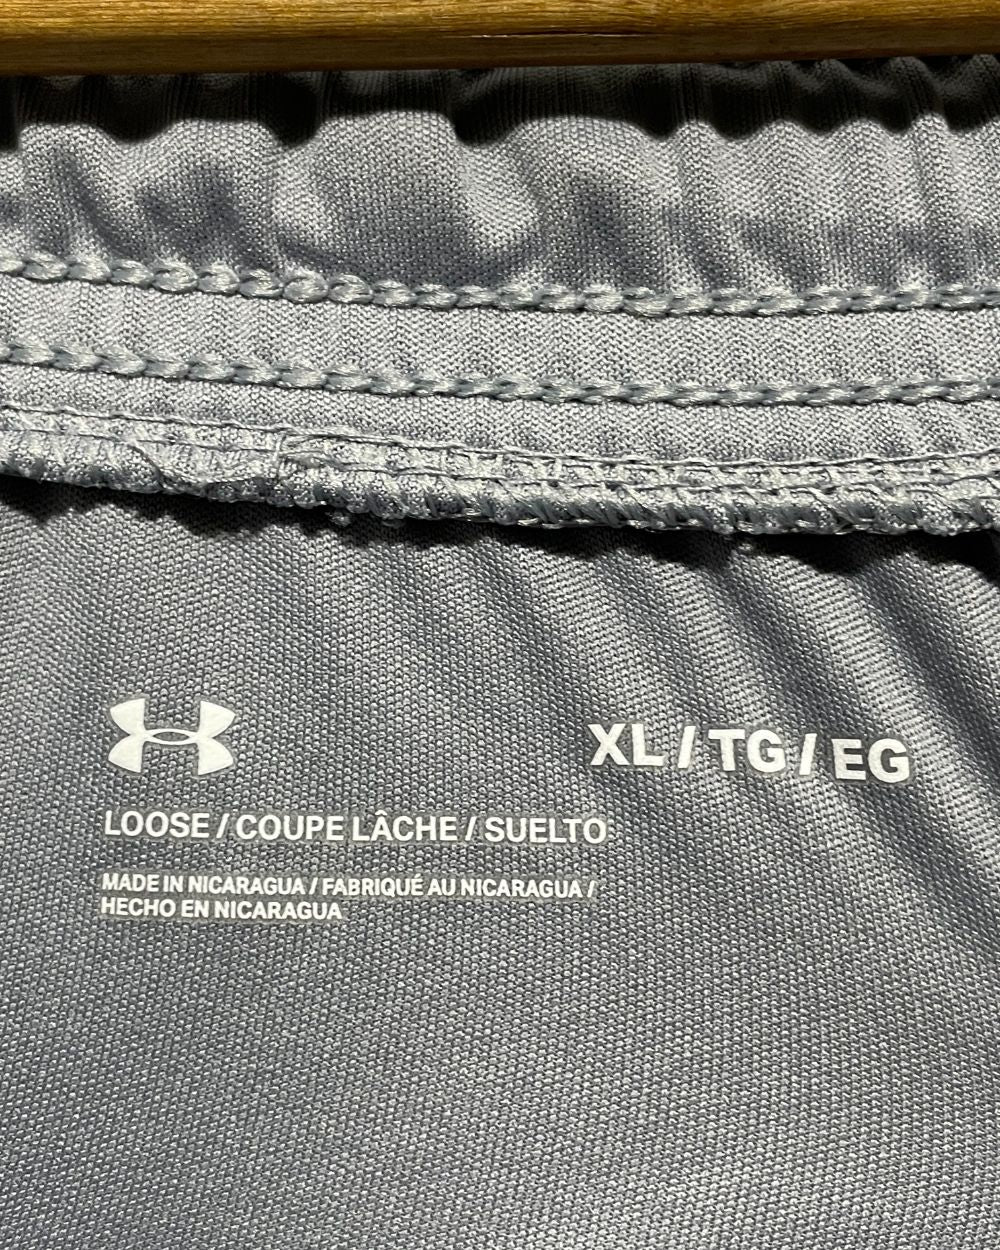 XL / TG / EG
LOOSE / COUPE LÂCHE / SUELTO
MADE IN NICARAGUA / FABRIQUÉ AU NICARAGUA /
HECHO EN NICARAGUA